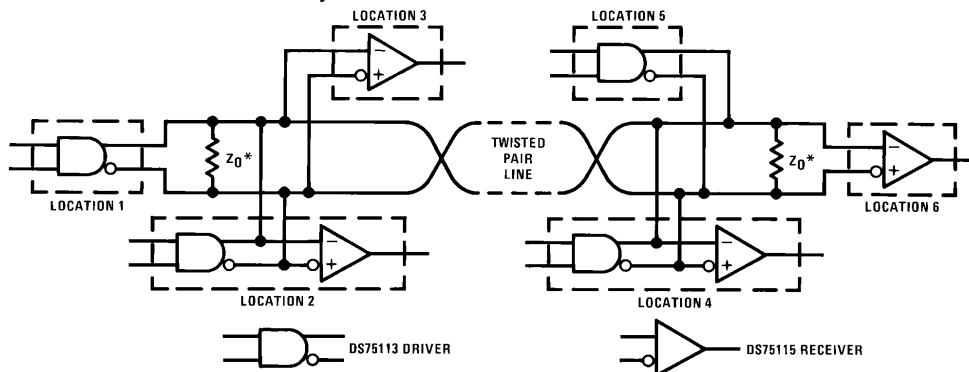 LOCATION 3
LOCATION 5
LOCATION 1
Z₀*
TWISTED
PAIR
LINE
Z₀*
LOCATION 6
LOCATION 2
LOCATION 4
DS75113 DRIVER
DS75115 RECEIVER